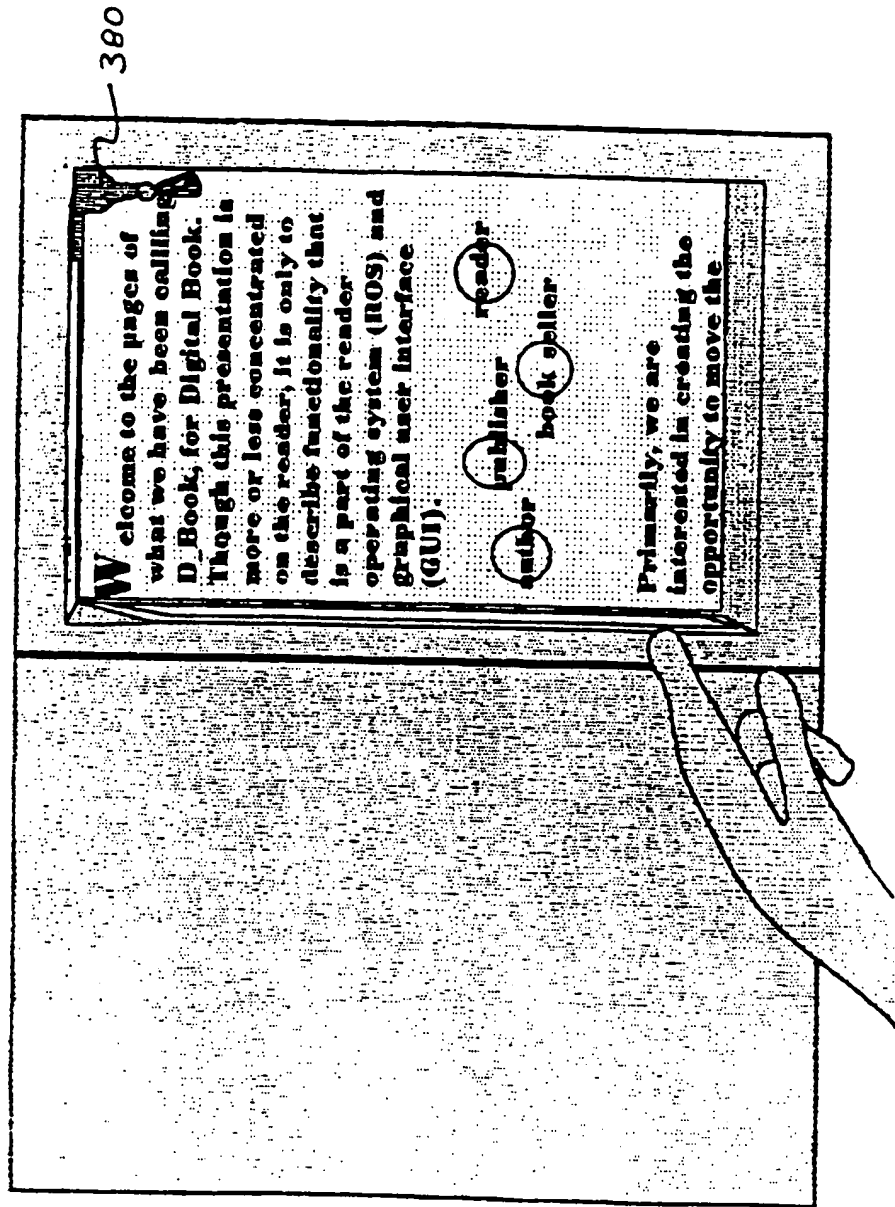 380
Welcome to the pages of
what we have been callling
D_Book, for Digital Book.
Though this presentation is
more or less concentrated
on the reader, it is only to
describe functionality that
is a part of the reader
operating system (ROS) and
graphical user interface
(GUI).
author publisher book seller reader
Primarily, we are
interested in creating the
opportunity to move the